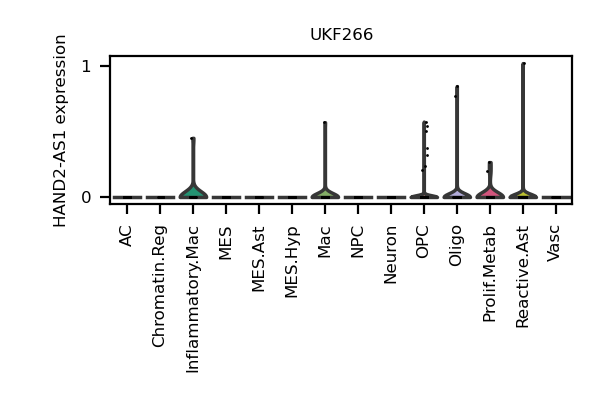 UKF266
HAND2-AS1 expression
1
0
AC
Chromatin.Reg
Inflammatory.Mac
MES
MES.Ast
MES.Hyp
Mac
NPC
Neuron
OPC
Oligo
Prolif.Metab
Reactive.Ast
Vasc